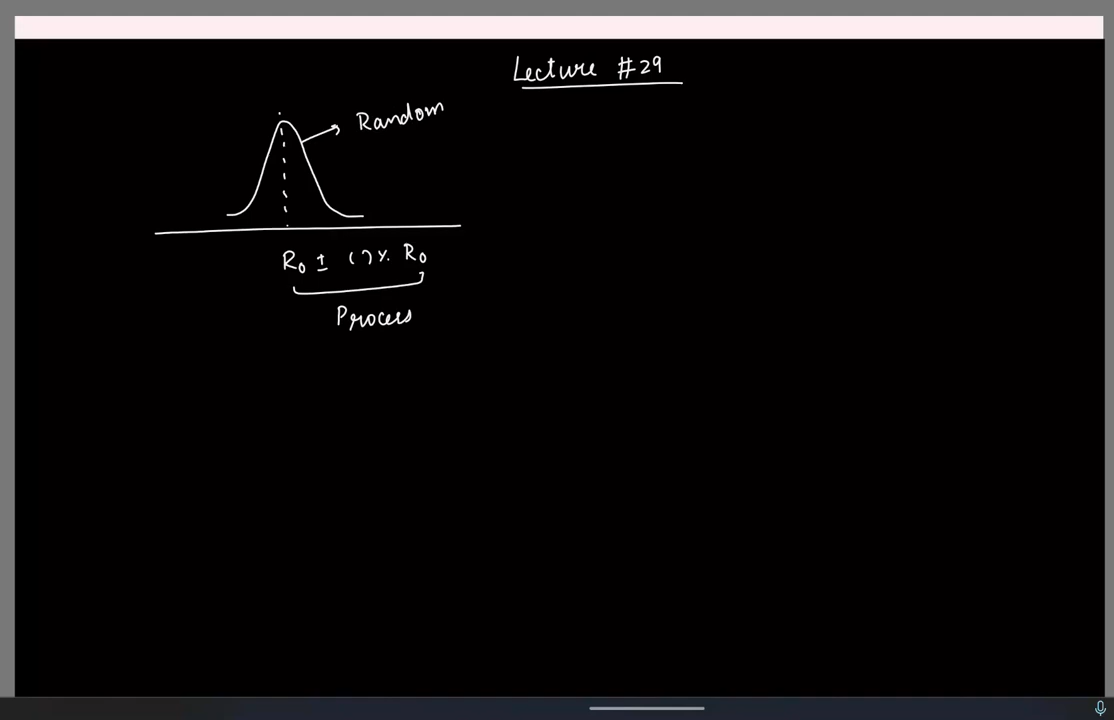 Lecture #29
Random
R₀ ± ( )% R₀
Process